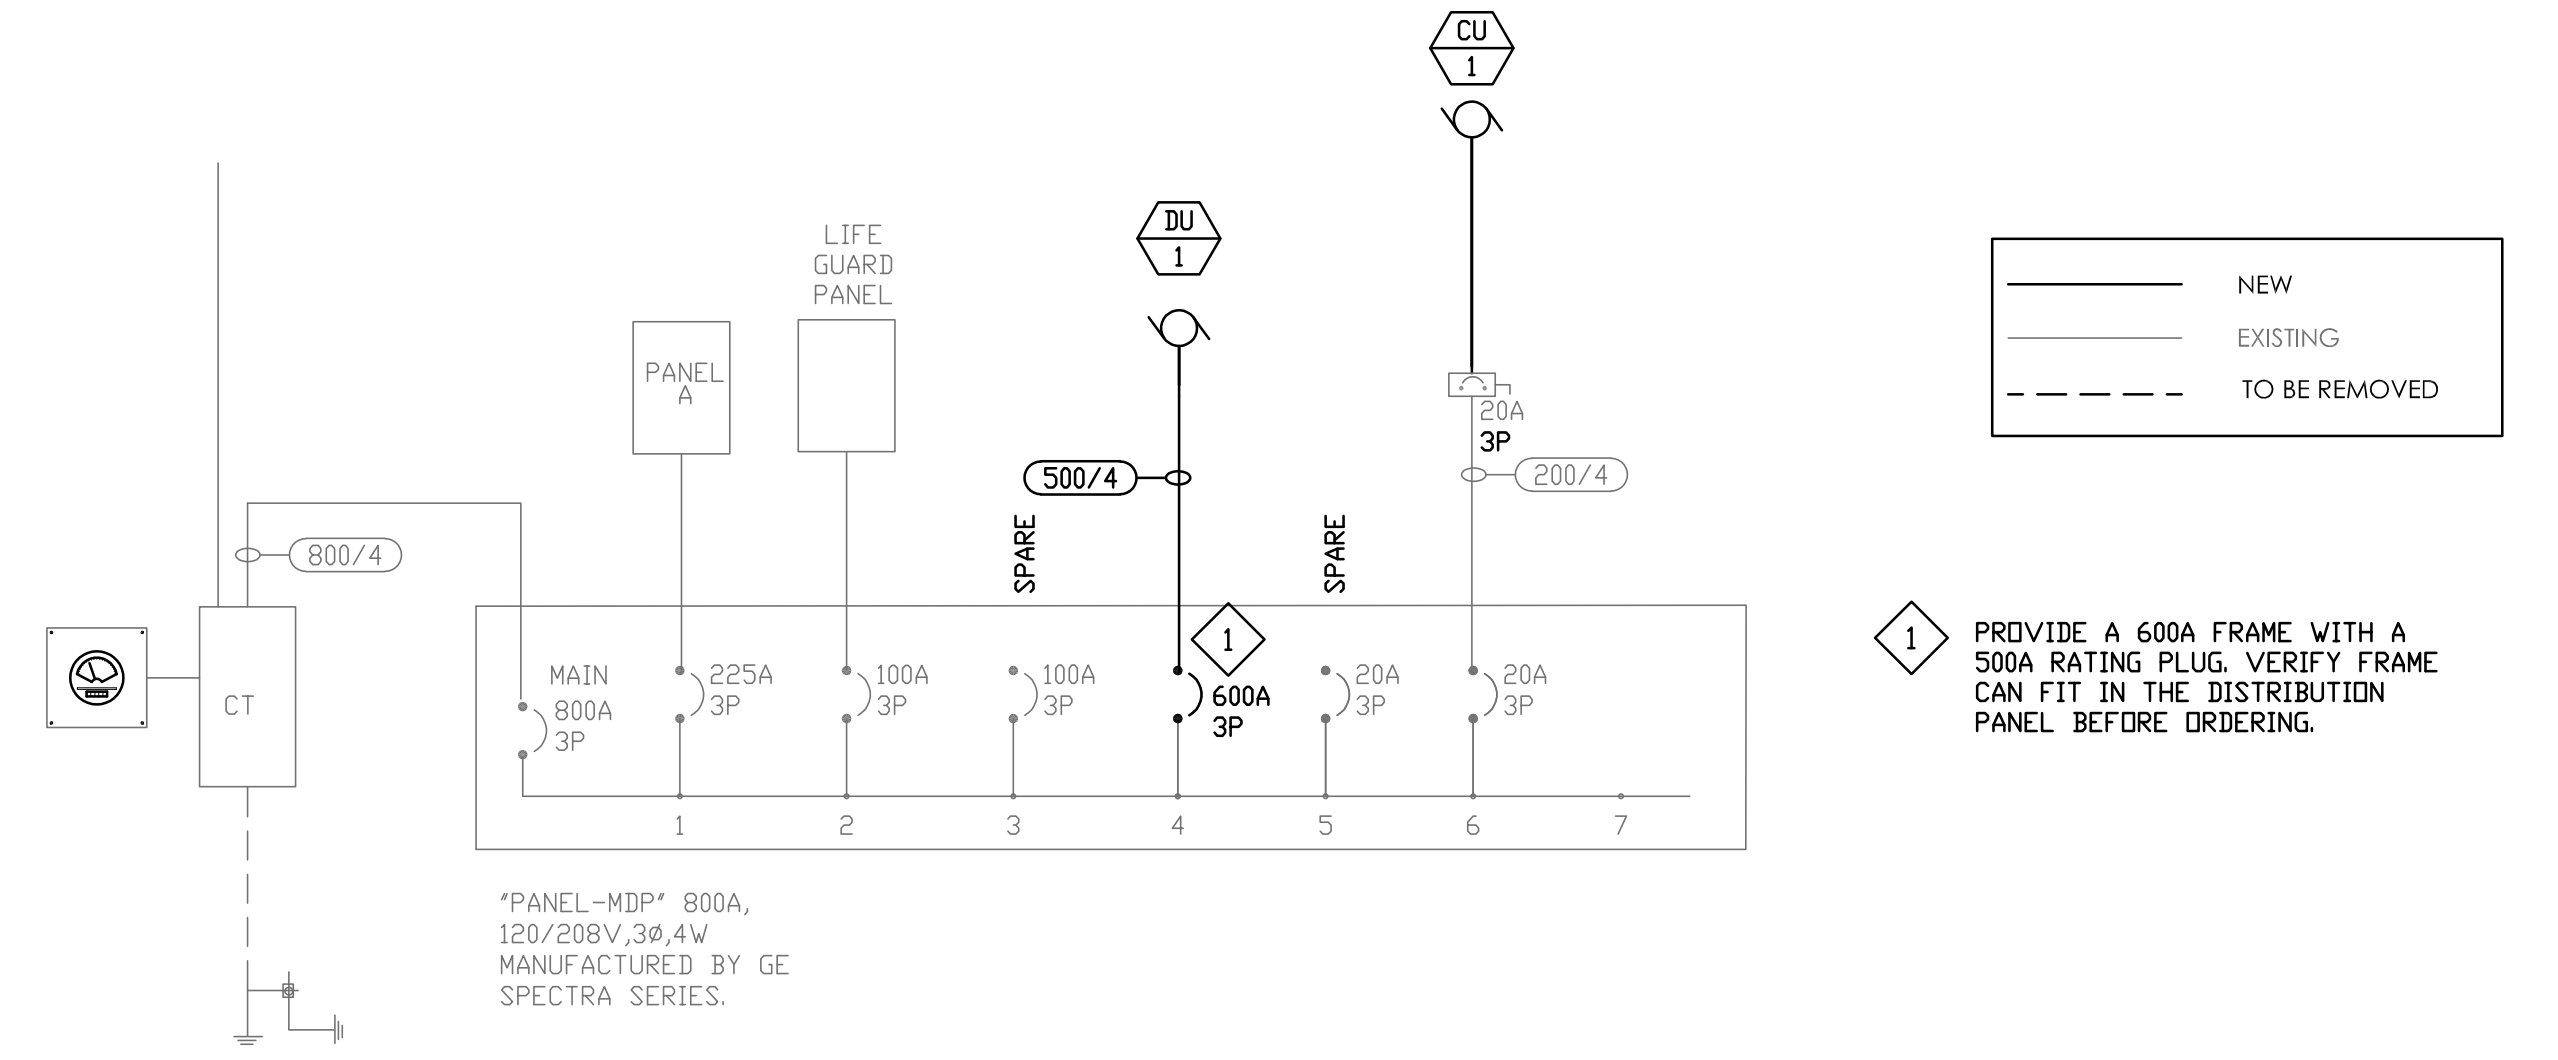 CU
1
DU
1
LIFE
GUARD
PANEL
PANEL
A
NEW
EXISTING
TO BE REMOVED
20A
3P
500/4
200/4
800/4
SPARE
SPARE
CT
MAIN
800A
3P
225A
3P
100A
3P
100A
3P
1
600A
3P
20A
3P
20A
3P
1
2
3
4
5
6
7
1
PROVIDE A 600A FRAME WITH A
500A RATING PLUG. VERIFY FRAME
CAN FIT IN THE DISTRIBUTION
PANEL BEFORE ORDERING.
"PANEL-MDP" 800A,
120/208V,3Ø,4W
MANUFACTURED BY GE
SPECTRA SERIES.